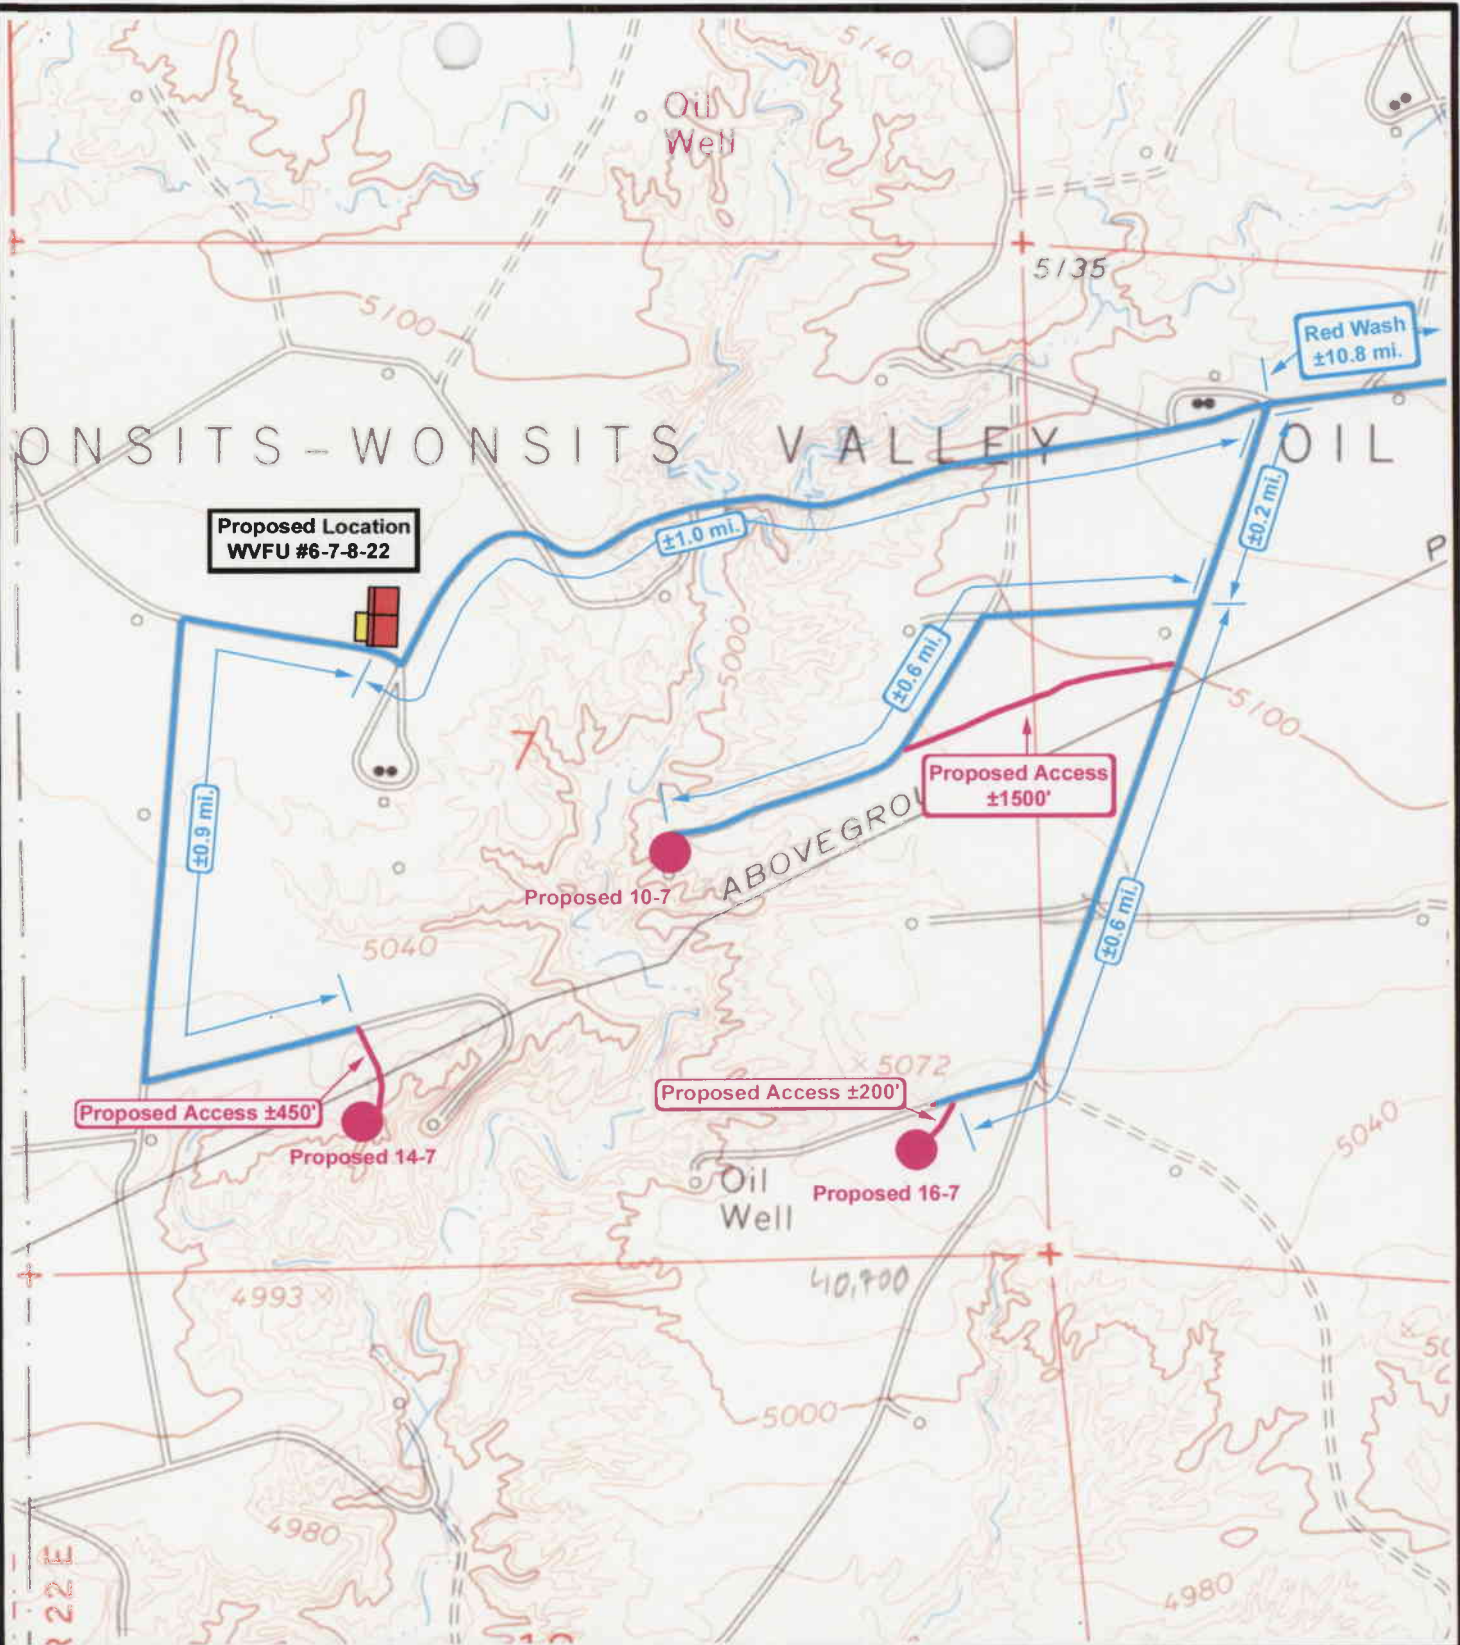 5140
Oil
Well
5135
5100
Red Wash
±10.8 mi.
ONSITS-WONSITS VALLEY OIL
±0.2 mi.
Proposed Location
WVFU #6-7-8-22
±1.0 mi.
P
±0.6 mi.
5000
5100
7
Proposed Access
±1500'
±0.9 mi.
ABOVEGROU
Proposed 10-7
±0.6 mi.
5040
5072
Proposed Access ±200'
Proposed Access ±450'
5040
Proposed 14-7
Oil
Well
Proposed 16-7
4993
40,700
5000
4980
4980
R 22 E